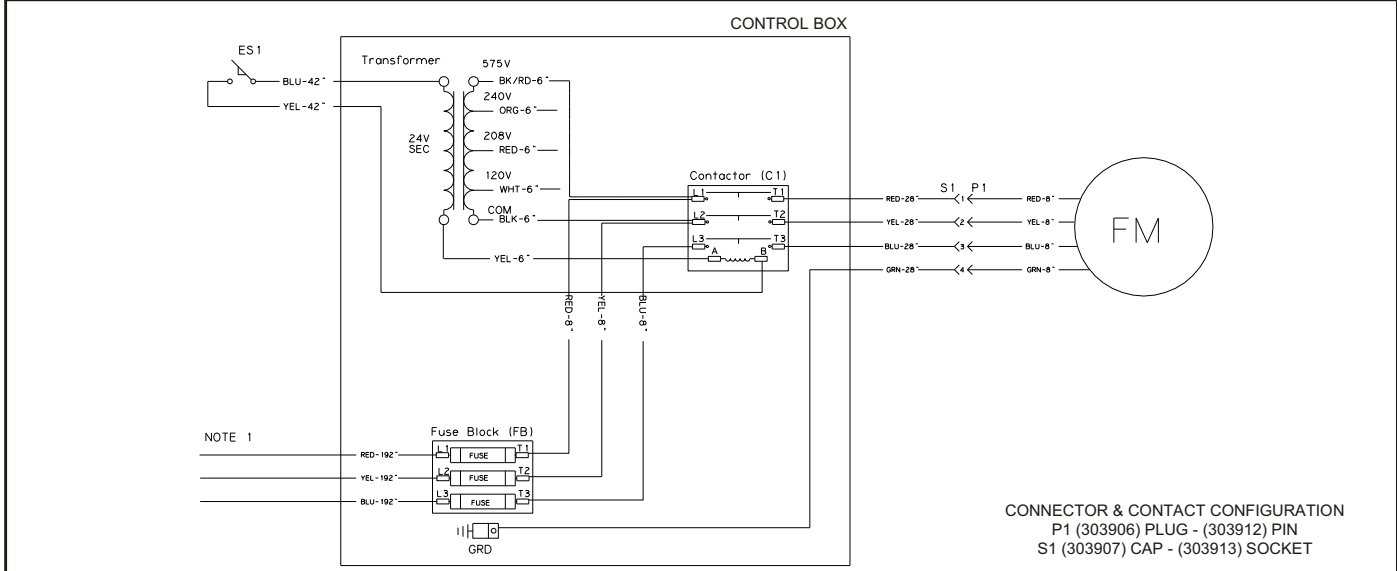 CONTROL BOX
ES1
BLU-42"
YEL-42"
Transformer
575V
BK/RD-6"
240V
ORG-6"
24V
SEC
208V
RED-6"
120V
WHT-6"
COM
BLK-6"
YEL-6"
Contactor (C1)
L1 T1
L2 T2
L3 T3
A B
S1 P1
RED-28" 1 RED-8"
YEL-28" 2 YEL-8"
BLU-28" 3 BLU-8"
GRN-28" 4 GRN-8"
FM
RED-8"
YEL-8"
BLU-8"
NOTE 1
RED-192"
YEL-192"
BLU-192"
Fuse Block (FB)
L1 FUSE T1
L2 FUSE T2
L3 FUSE T3
GRD
CONNECTOR & CONTACT CONFIGURATION
P1 (303906) PLUG - (303912) PIN
S1 (303907) CAP - (303913) SOCKET